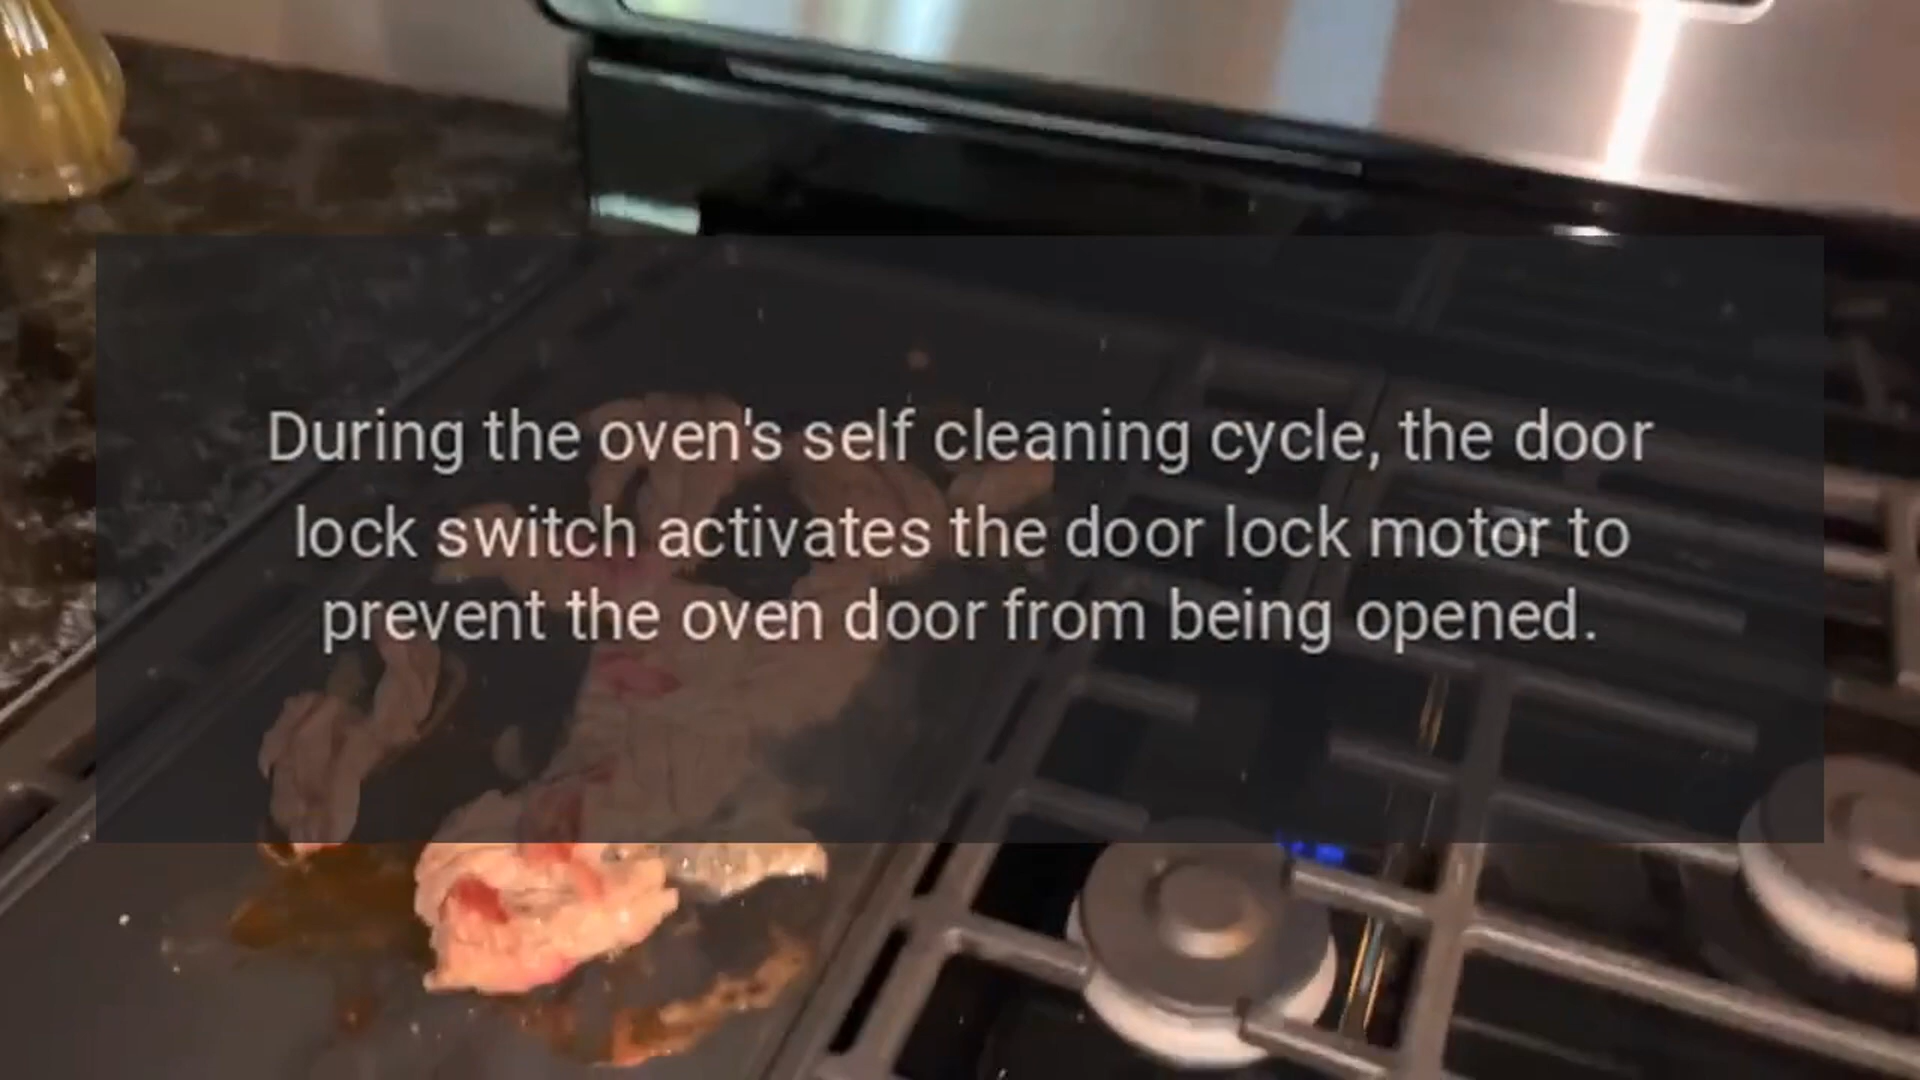 During the oven's self cleaning cycle, the door
lock switch activates the door lock motor to
prevent the oven door from being opened.